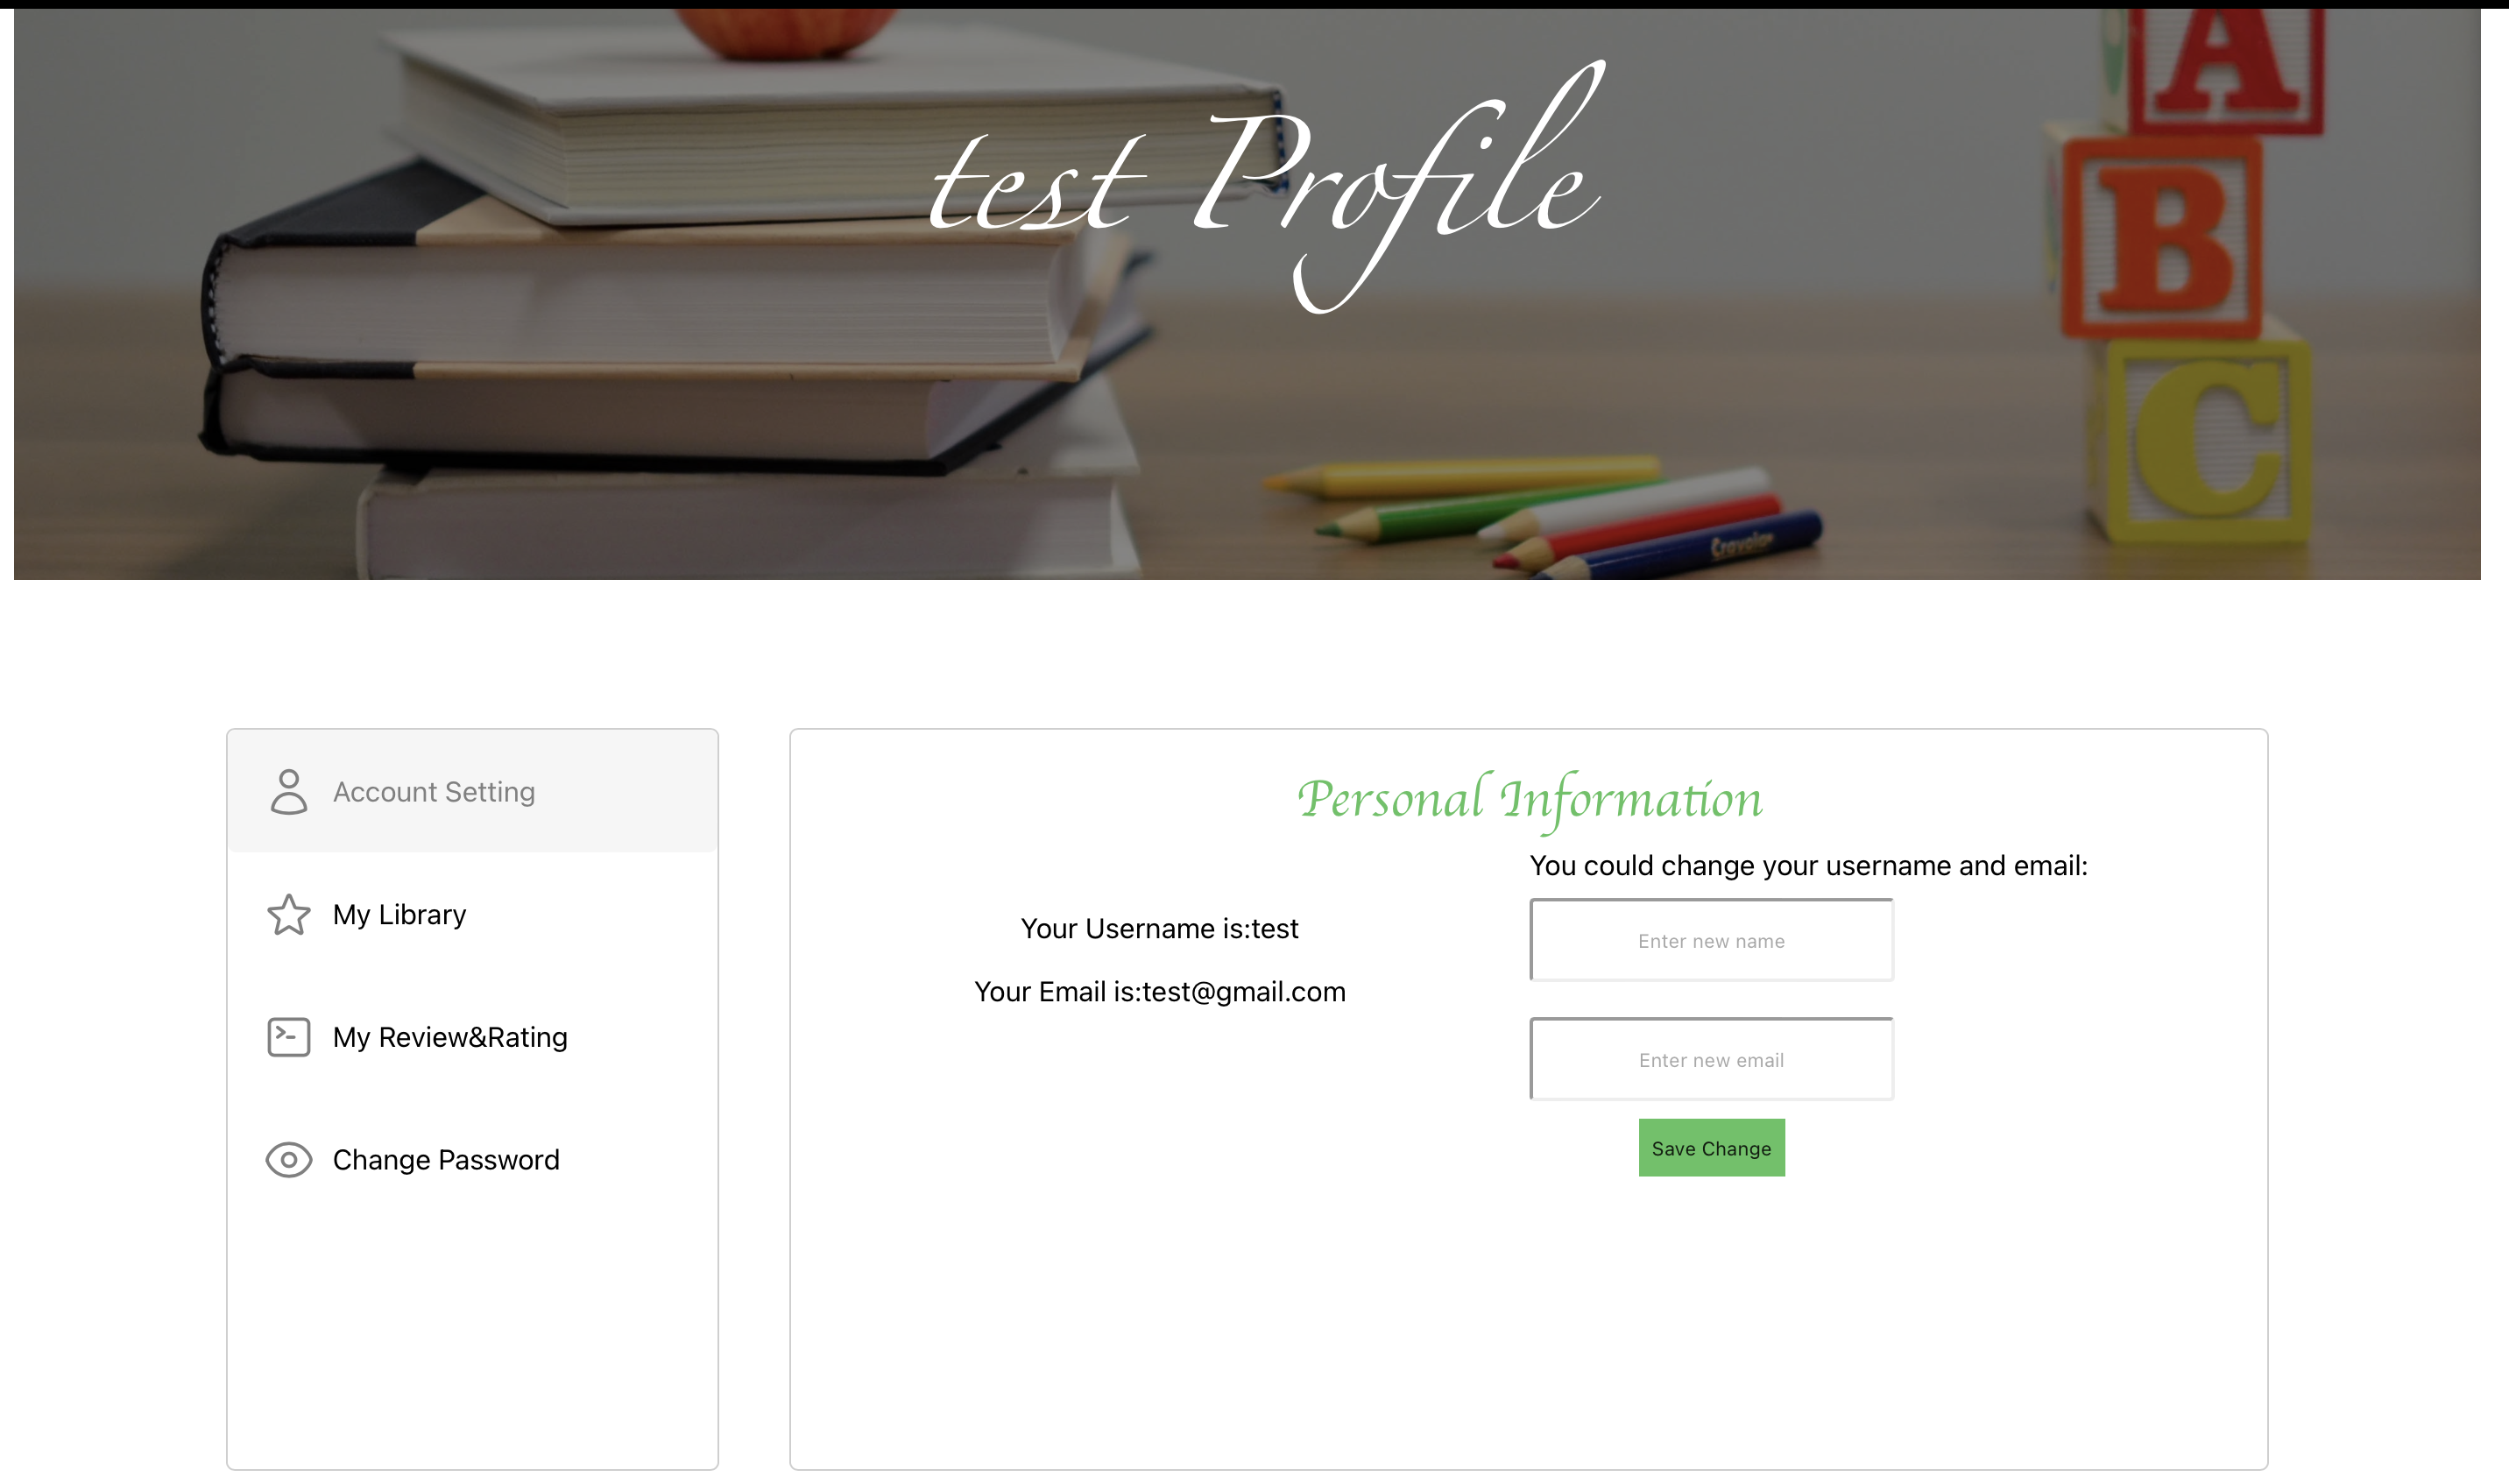 test Profile
A
B
C
Crayola
Account Setting
My Library
My Review&Rating
Change Password
Personal Information
You could change your username and email:
Your Username is:test
Your Email is:test@gmail.com
Enter new name
Enter new email
Save Change